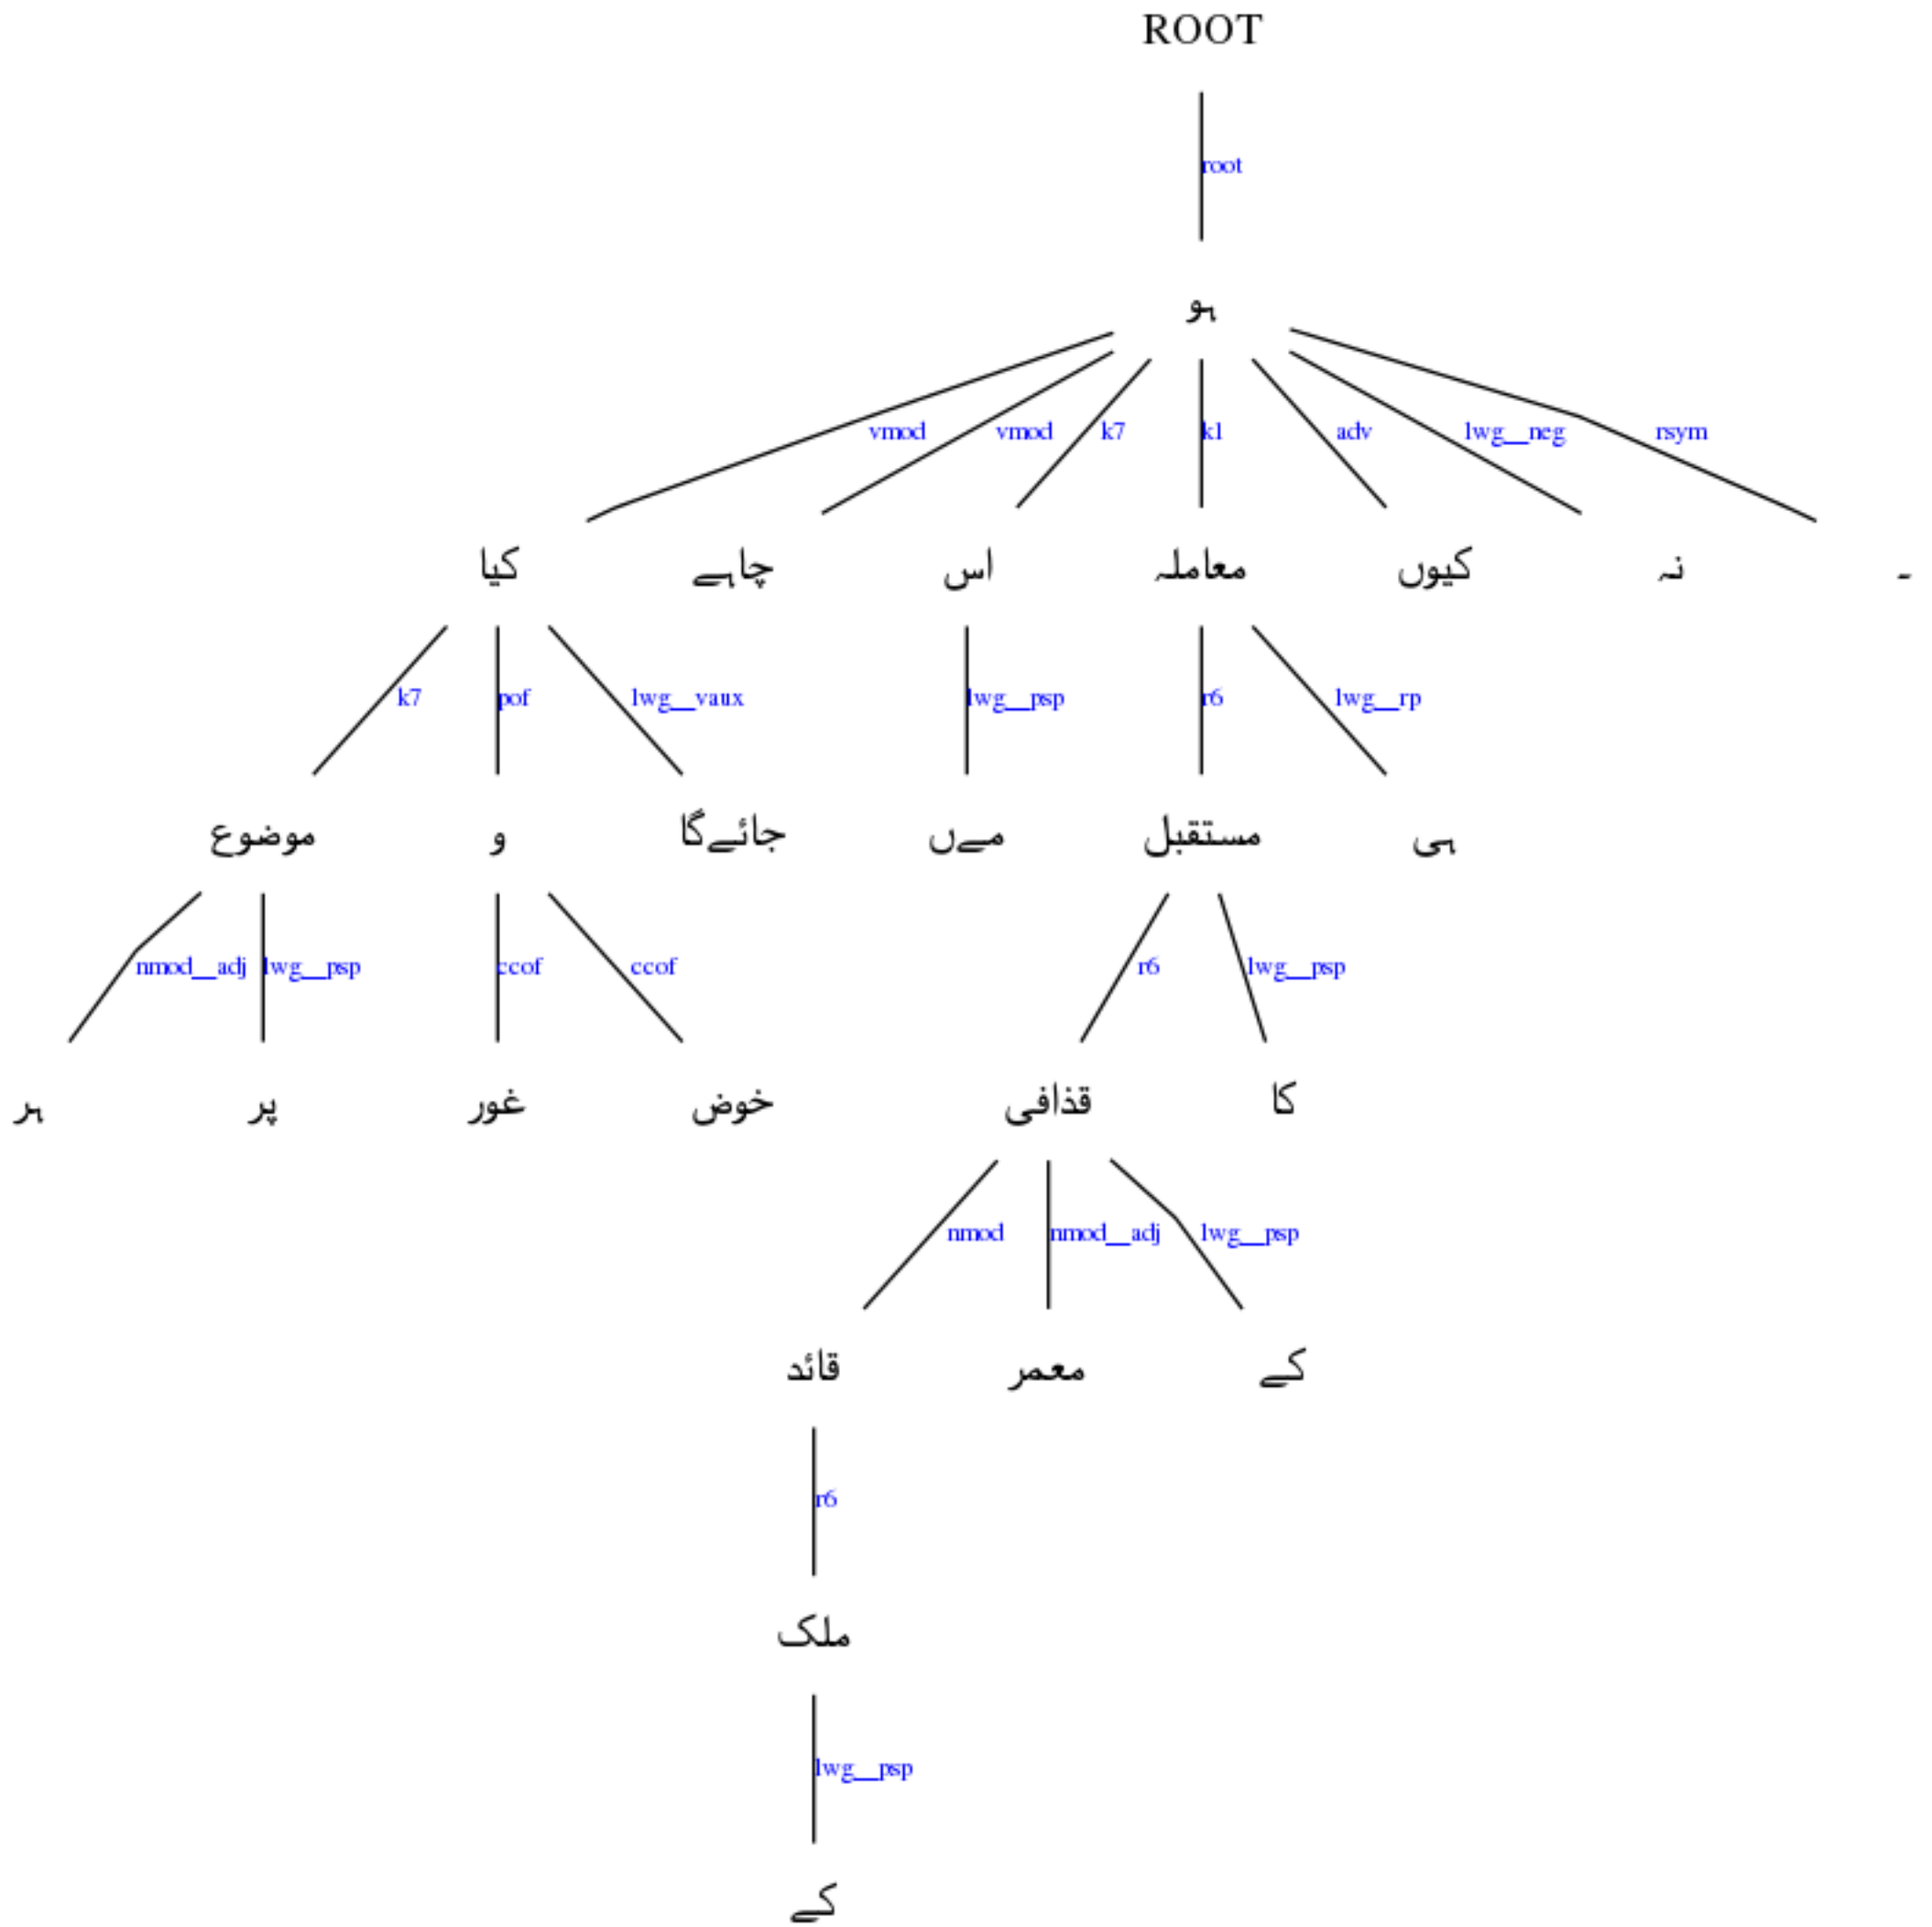 ROOT
root
ہو
vmod vmod k7 k1 adv lwg__neg rsym
کیا چاہے اس معاملہ کیوں نہ ۔
k7 pof lwg__vaux lwg__psp r6 lwg__rp
موضوع و جائےگا مےں مستقبل ہی
nmod__adj lwg__psp ccof ccof r6 lwg__psp
ہر پر غور خوض قذافی کا
nmod nmod__adj lwg__psp
قائد معمر کے
r6
ملک
lwg__psp
کے